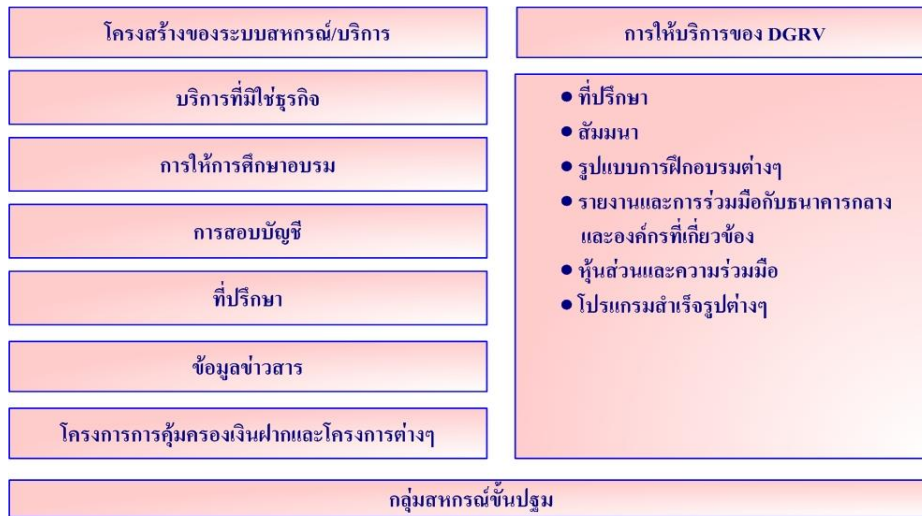 โครงสร้างของระบบสหกรณ์/บริการ
บริการที่มิใช่ธุรกิจ
การให้การศึกษาอบรม
การสอบบัญชี
ที่ปรึกษา
ข้อมูลข่าวสาร
โครงการการคุ้มครองเงินฝากและโครงการต่างๆ
การให้บริการของ DGRV
● ที่ปรึกษา
● สัมมนา
● รูปแบบการฝึกอบรมต่างๆ
● รายงานและการร่วมมือกับธนาคารกลาง
และองค์กรที่เกี่ยวข้อง
● หุ้นส่วนและความร่วมมือ
● โปรแกรมสำเร็จรูปต่างๆ
กลุ่มสหกรณ์ขั้นปฐม